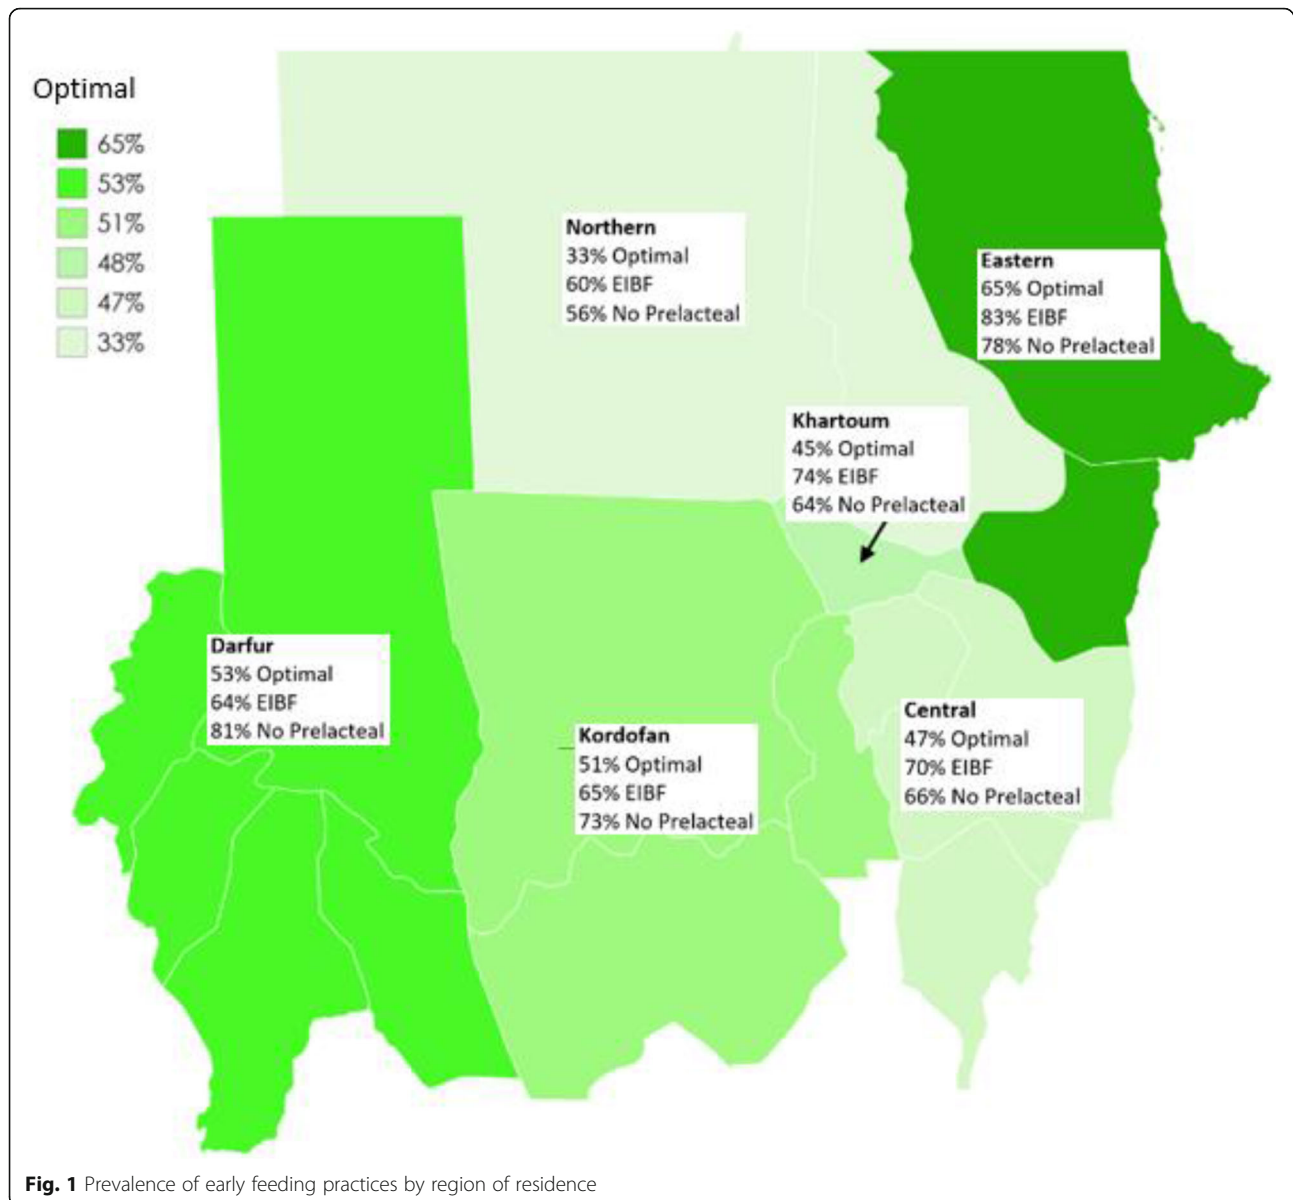 Optimal
65%
53%
51%
48%
47%
33%
Northern
33% Optimal
60% EIBF
56% No Prelacteal
Eastern
65% Optimal
83% EIBF
78% No Prelacteal
Khartoum
45% Optimal
74% EIBF
64% No Prelacteal
Darfur
53% Optimal
64% EIBF
81% No Prelacteal
Kordofan
51% Optimal
65% EIBF
73% No Prelacteal
Central
47% Optimal
70% EIBF
66% No Prelacteal
Fig. 1 Prevalence of early feeding practices by region of residence